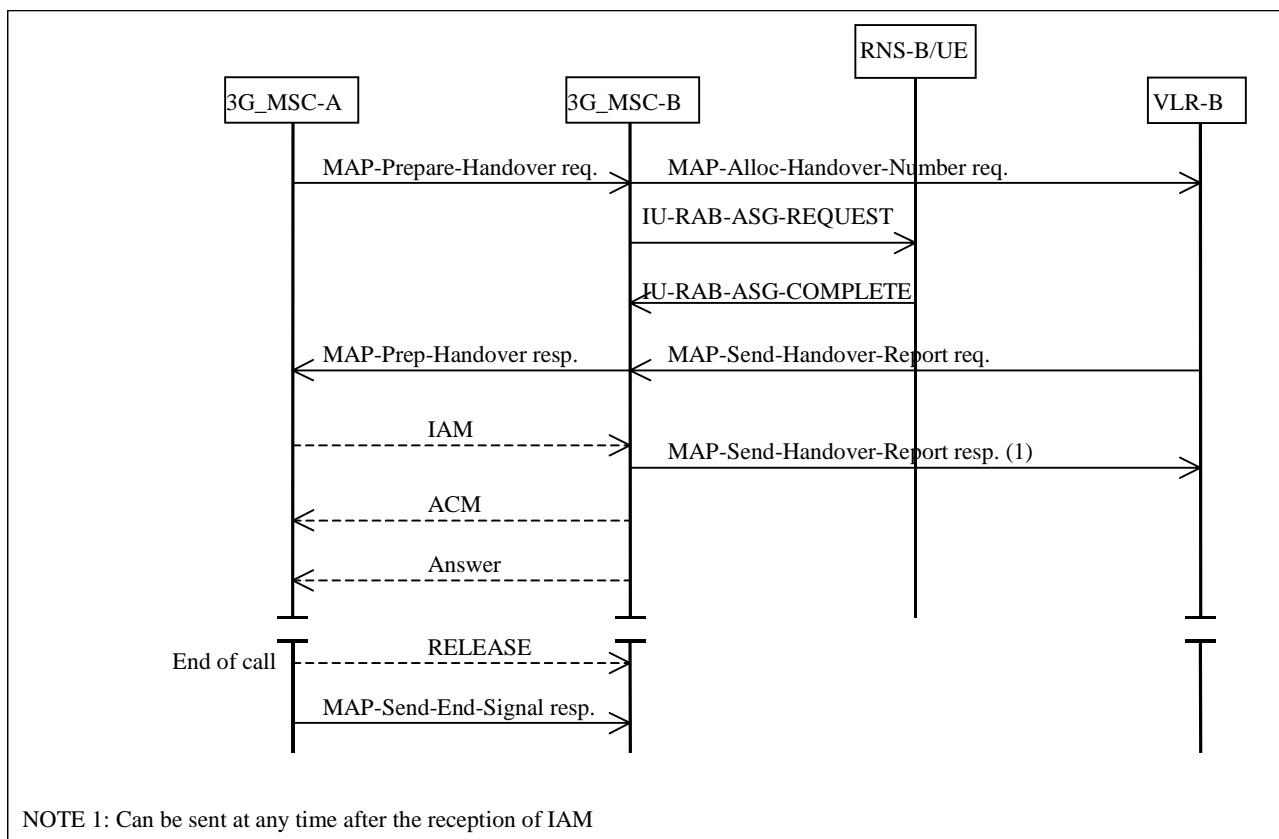 RNS-B/UE
3G_MSC-A
3G_MSC-B
VLR-B
MAP-Prepare-Handover req.
MAP-Alloc-Handover-Number req.
IU-RAB-ASG-REQUEST
IU-RAB-ASG-COMPLETE
MAP-Prep-Handover resp.
MAP-Send-Handover-Report req.
IAM
MAP-Send-Handover-Report resp. (1)
ACM
Answer
End of call
RELEASE
MAP-Send-End-Signal resp.
NOTE 1: Can be sent at any time after the reception of IAM